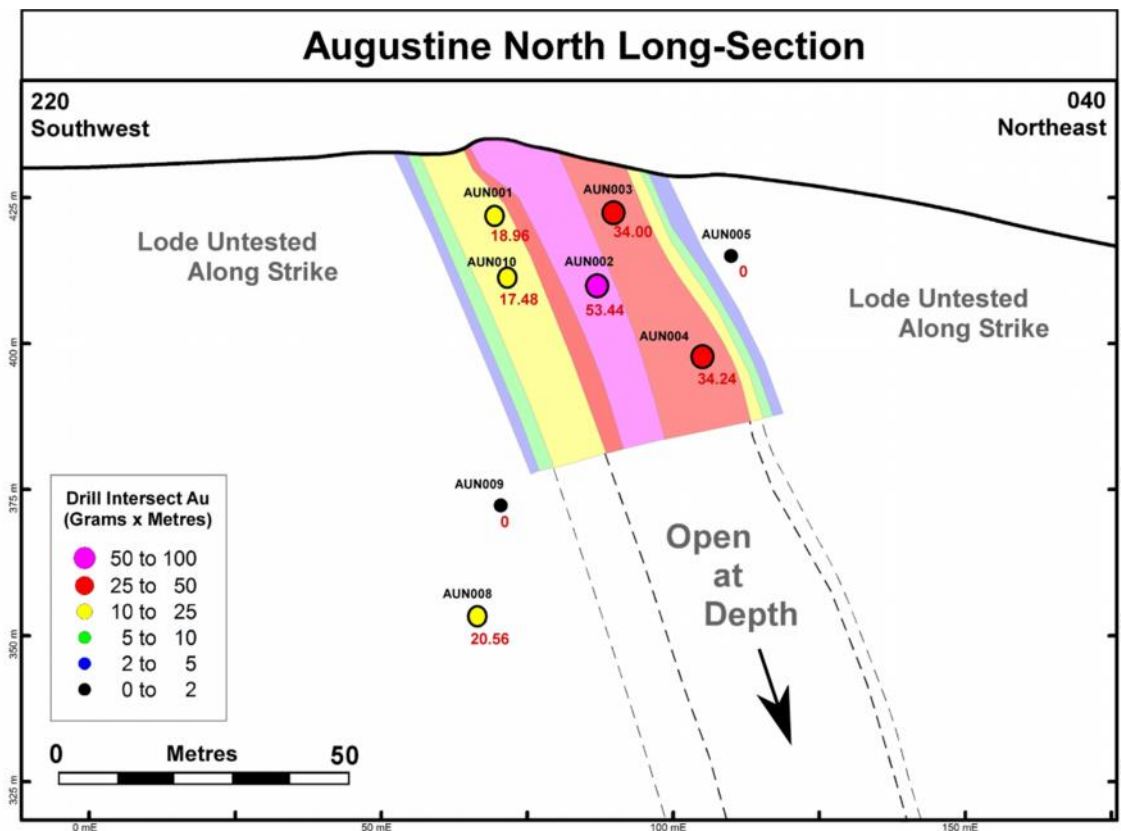 Augustine North Long-Section
220
Southwest
040
Northeast
425 m
400 m
375 m
350 m
325 m
Lode Untested
Along Strike
AUN001
18.96
AUN010
17.48
AUN003
34.00
AUN002
53.44
AUN004
34.24
AUN005
0
Lode Untested
Along Strike
AUN009
0
AUN008
20.56
Open
at
Depth
Drill Intersect Au
(Grams x Metres)
50 to 100
25 to 50
10 to 25
5 to 10
2 to 5
0 to 2
0 Metres 50
0 mE 50 mE 100 mE 150 mE